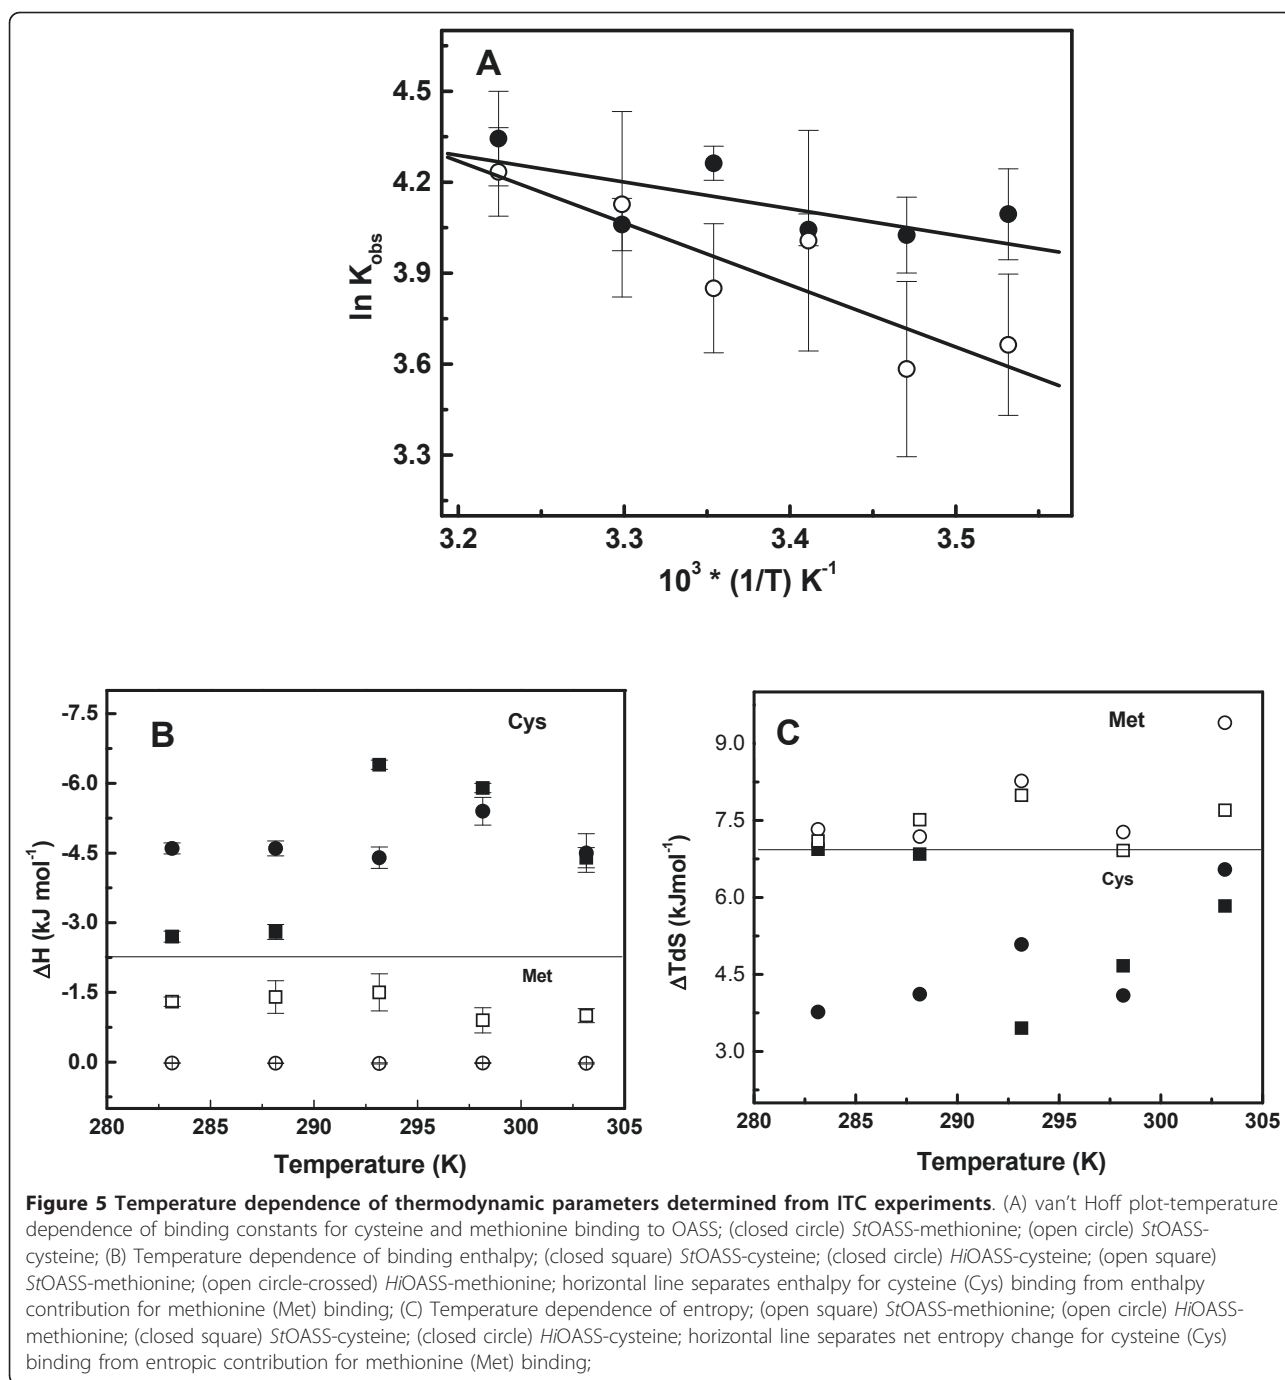 A
4.5
4.2
3.9
3.6
3.3
ln K_obs
3.2 3.3 3.4 3.5
10³ * (1/T) K⁻¹
B
Cys
-7.5
-6.0
-4.5
-3.0
-1.5
0.0
ΔH (kJ mol⁻¹)
Met
280 285 290 295 300 305
Temperature (K)
C
Met
9.0
7.5
6.0
4.5
3.0
ΔTdS (kJmol⁻¹)
Cys
280 285 290 295 300 305
Temperature (K)
Figure 5 Temperature dependence of thermodynamic parameters determined from ITC experiments. (A) van't Hoff plot-temperature
dependence of binding constants for cysteine and methionine binding to OASS; (closed circle) StOASS-methionine; (open circle) StOASS-
cysteine; (B) Temperature dependence of binding enthalpy; (closed square) StOASS-cysteine; (closed circle) HiOASS-cysteine; (open square)
StOASS-methionine; (open circle-crossed) HiOASS-methionine; horizontal line separates enthalpy for cysteine (Cys) binding from enthalpy
contribution for methionine (Met) binding; (C) Temperature dependence of entropy; (open square) StOASS-methionine; (open circle) HiOASS-
methionine; (closed square) StOASS-cysteine; (closed circle) HiOASS-cysteine; horizontal line separates net entropy change for cysteine (Cys)
binding from entropic contribution for methionine (Met) binding;